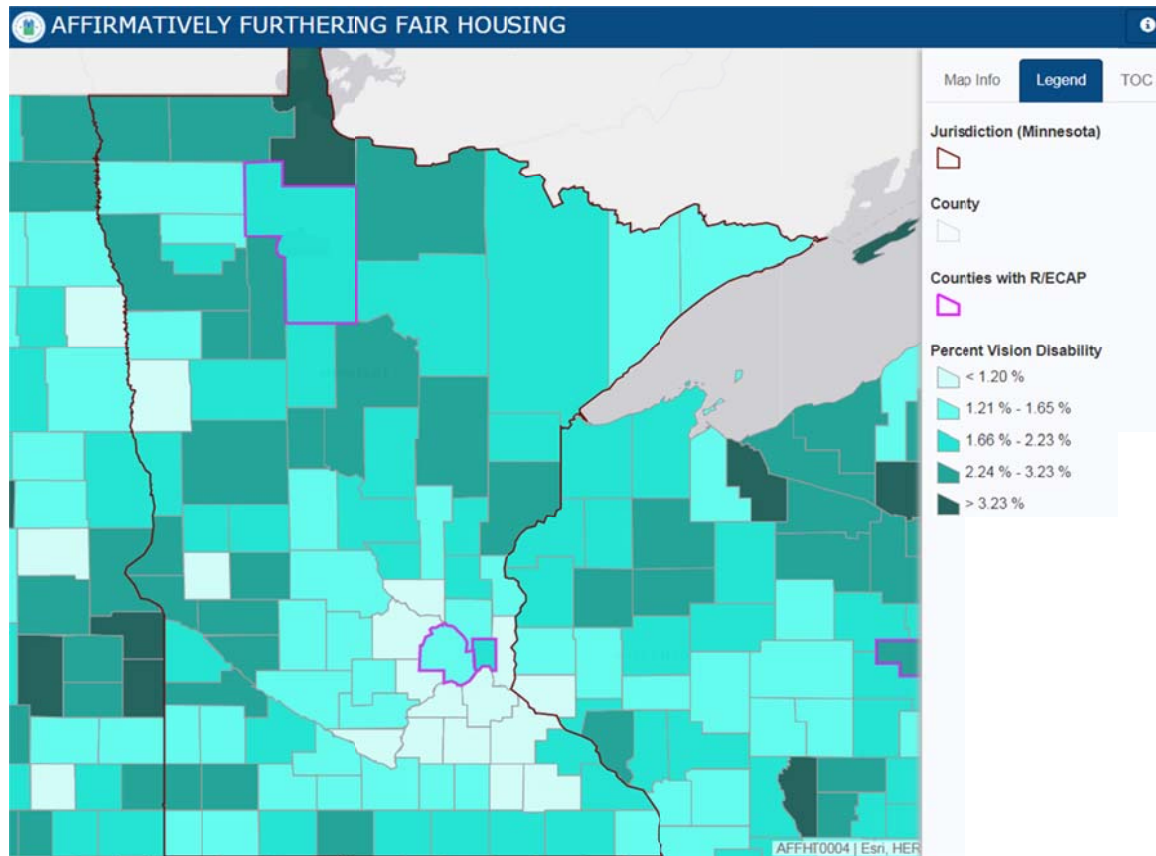 AFFIRMATIVELY FURTHERING FAIR HOUSING
Map Info Legend TOC
Jurisdiction (Minnesota)
County
Counties with R/ECAP
Percent Vision Disability
< 1.20 %
1.21 % - 1.65 %
1.66 % - 2.23 %
2.24 % - 3.23 %
> 3.23 %
AFFHT0004 | Esri, HER